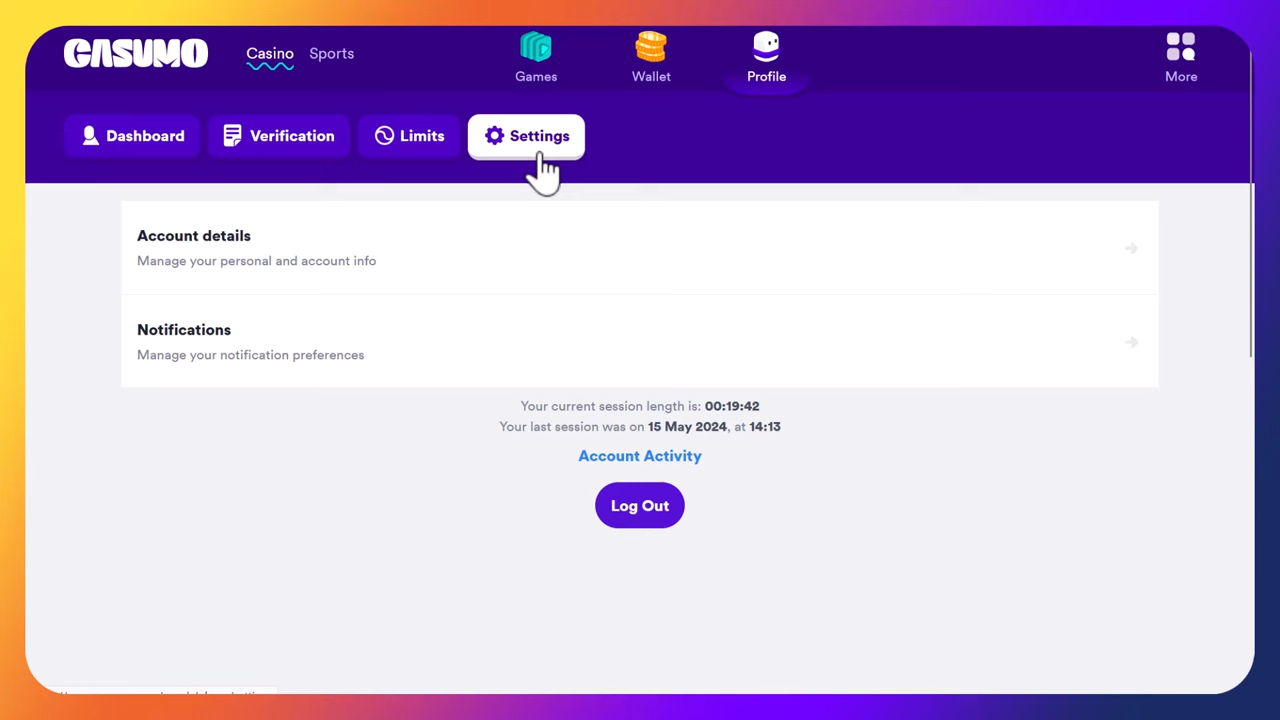 CASUMO
Casino Sports
Games
Wallet
Profile
More
Dashboard
Verification
Limits
Settings
Account details
Manage your personal and account info
Notifications
Manage your notification preferences
Your current session length is: 00:19:42
Your last session was on 15 May 2024, at 14:13
Account Activity
Log Out